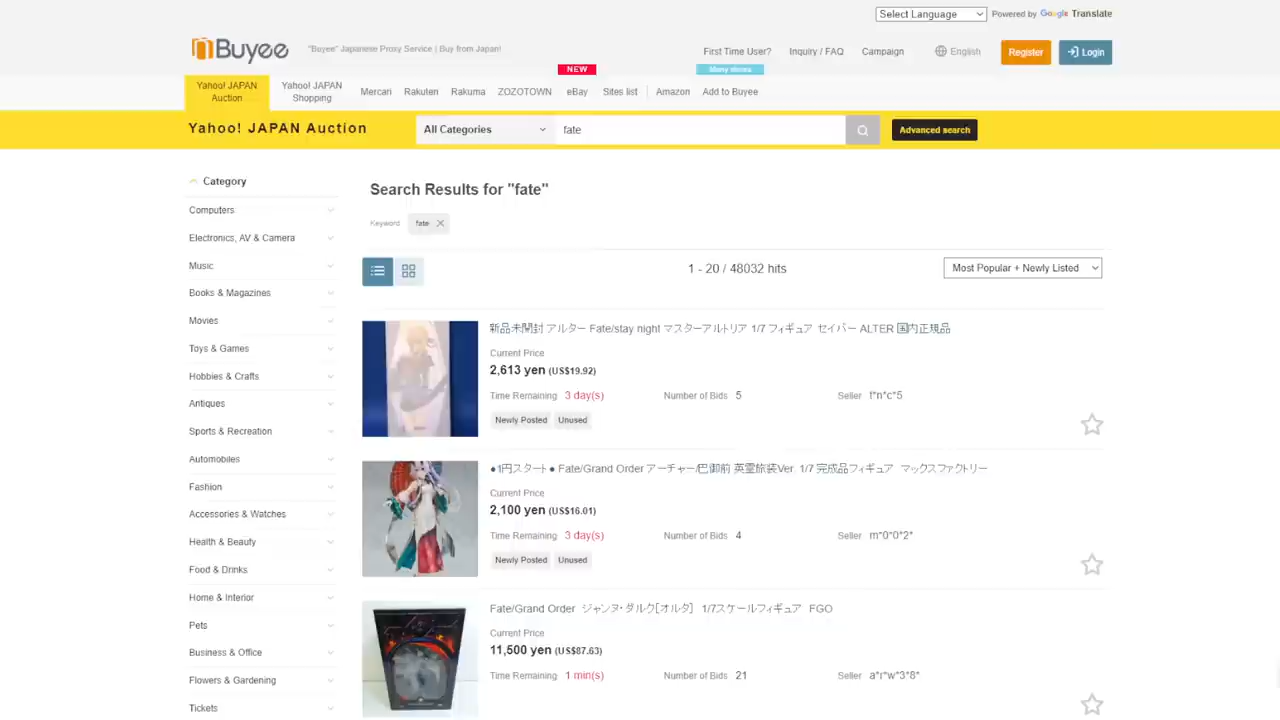 Select Language
Powered by Google Translate
Buyee
"Buyee" Japanese Proxy Service | Buy from Japan!
First Time User?
Inquiry / FAQ
Campaign
English
Register
Login
NEW
Many stores
Yahoo! JAPAN
Auction
Yahoo! JAPAN
Shopping
Mercari
Rakuten
Rakuma
ZOZOTOWN
eBay
Sites list
Amazon
Add to Buyee
Yahoo! JAPAN Auction
All Categories
fate
Advanced search
Category
Computers
Electronics, AV & Camera
Music
Books & Magazines
Movies
Toys & Games
Hobbies & Crafts
Antiques
Sports & Recreation
Automobiles
Fashion
Accessories & Watches
Health & Beauty
Food & Drinks
Home & Interior
Pets
Business & Office
Flowers & Gardening
Tickets
Search Results for "fate"
Keyword
fate
1 - 20 / 48032 hits
Most Popular + Newly Listed
新品未開封 アルター Fate/stay night マスターアルトリア 1/7 フィギュア セイバー ALTER 国内正規品
Current Price
2,613 yen (US$19.92)
Time Remaining 3 day(s)
Number of Bids 5
Seller f*n*c*5
Newly Posted
Unused
●1円スタート● Fate/Grand Order アーチャー/巴御前 英霊旅装Ver. 1/7 完成品フィギュア マックスファクトリー
Current Price
2,100 yen (US$16.01)
Time Remaining 3 day(s)
Number of Bids 4
Seller m*0*0*2*
Newly Posted
Unused
Fate/Grand Order ジャンヌ・ダルク[オルタ] 1/7スケールフィギュア FGO
Current Price
11,500 yen (US$87.63)
Time Remaining 1 min(s)
Number of Bids 21
Seller a*r*w*3*8*